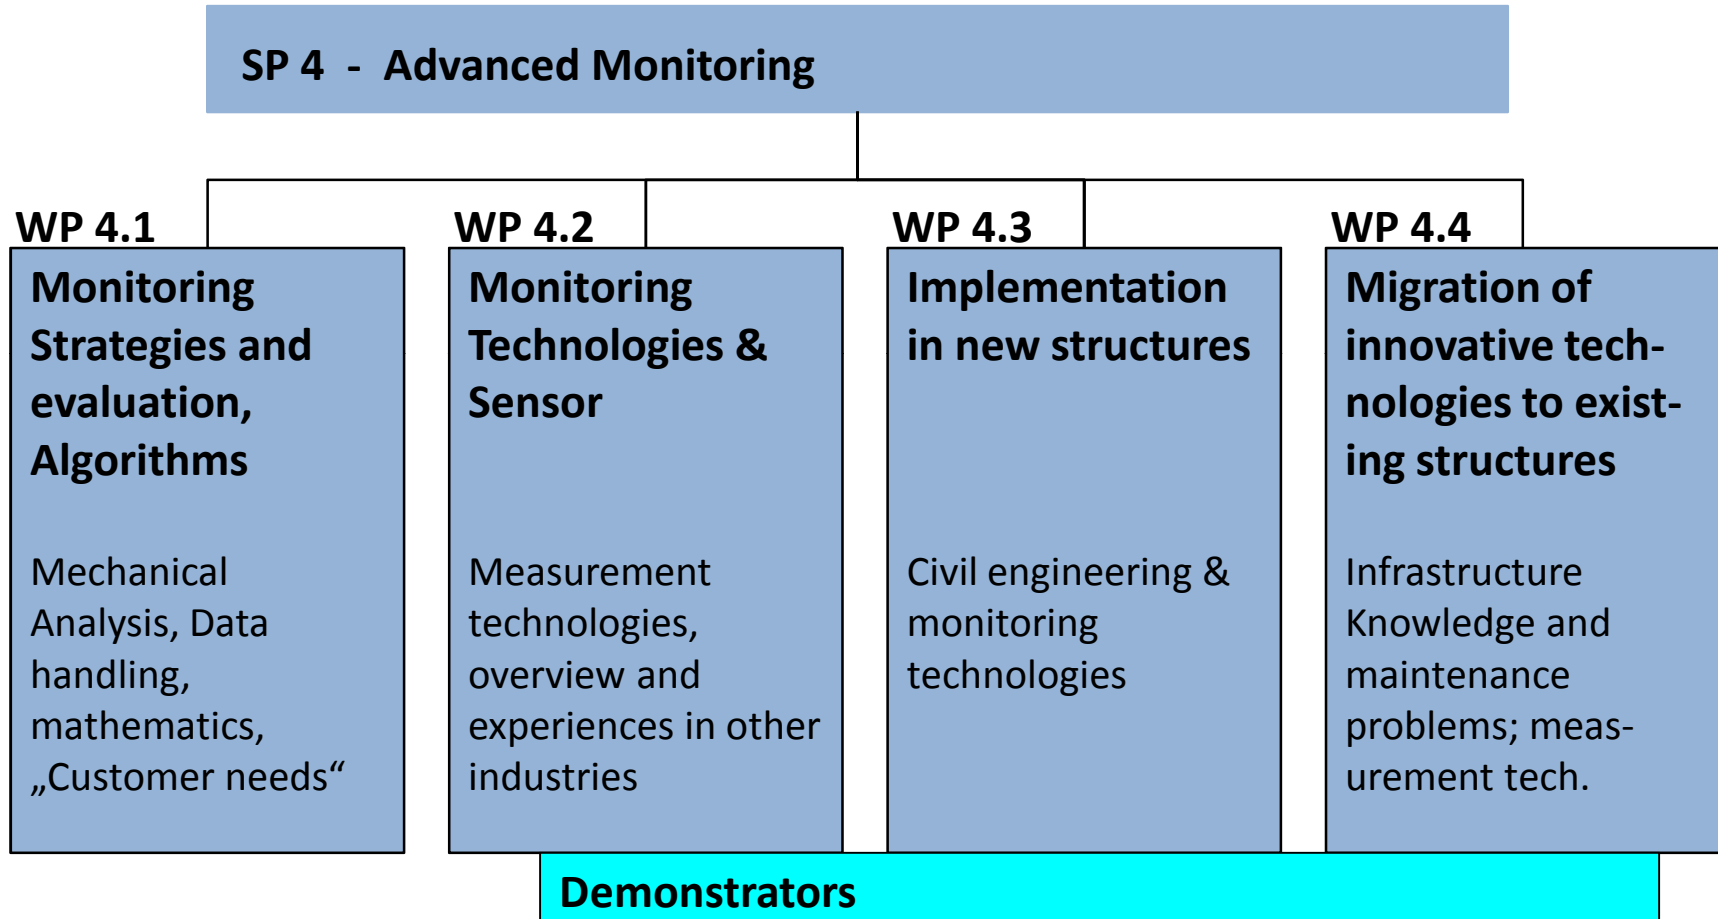 SP 4 - Advanced Monitoring
WP 4.1
Monitoring
Strategies and
evaluation,
Algorithms
Mechanical
Analysis, Data
handling,
mathematics,
„Customer needs“
WP 4.2
Monitoring
Technologies &
Sensor
Measurement
technologies,
overview and
experiences in other
industries
WP 4.3
Implementation
in new structures
Civil engineering &
monitoring
technologies
WP 4.4
Migration of
innovative tech-
nologies to exist-
ing structures
Infrastructure
Knowledge and
maintenance
problems; meas-
urement tech.
Demonstrators